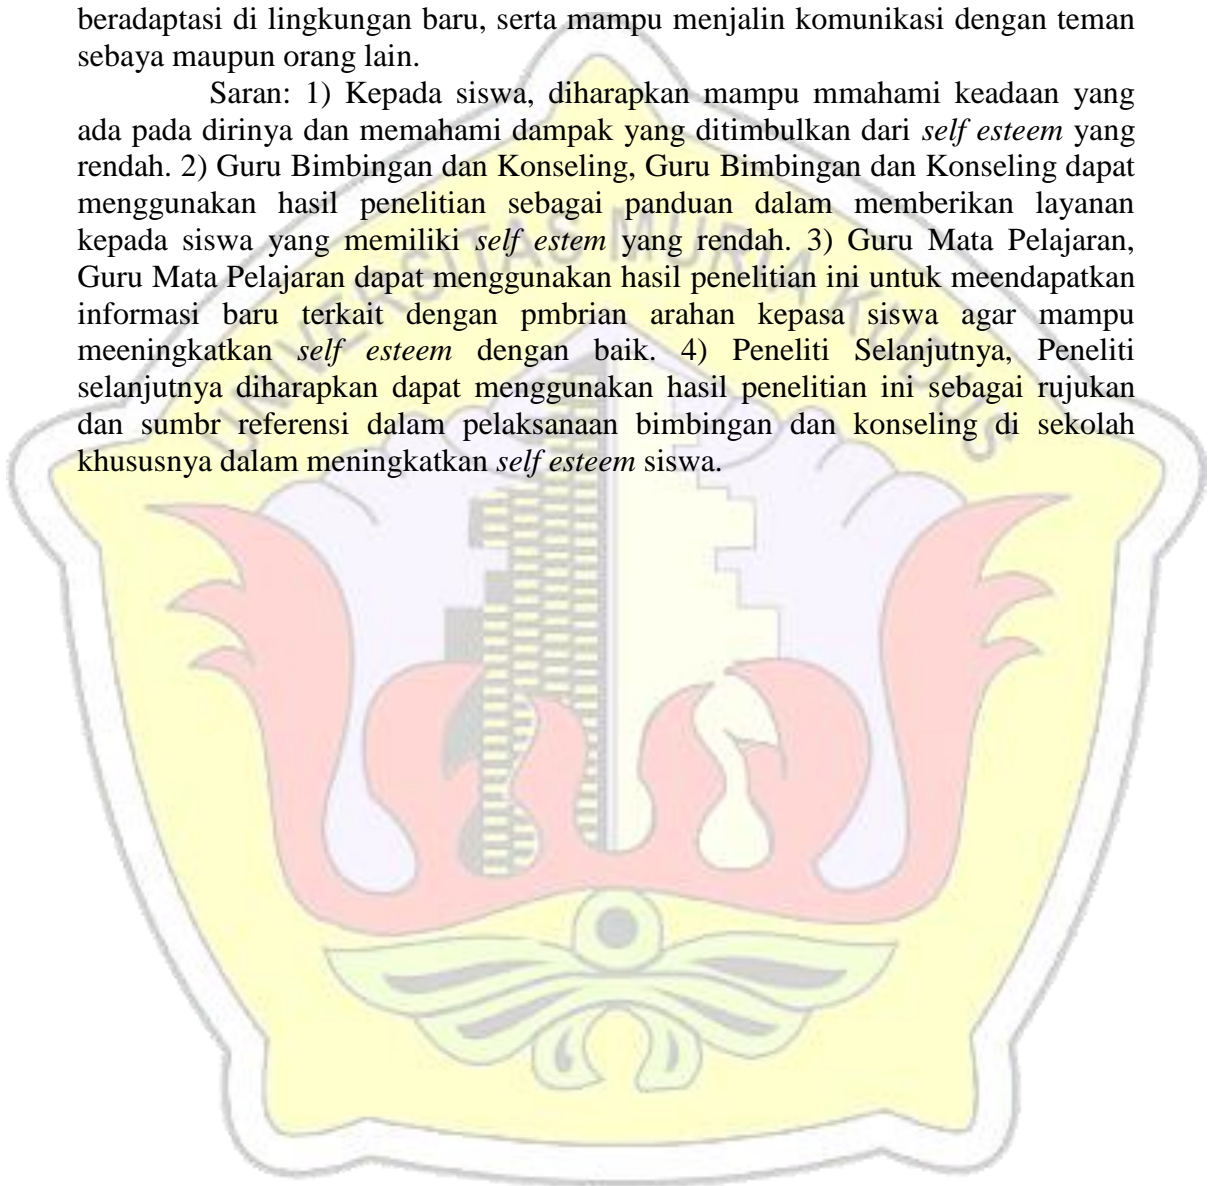 beradaptasi di lingkungan baru, serta mampu menjalin komunikasi dengan teman
sebaya maupun orang lain.
Saran: 1) Kepada siswa, diharapkan mampu mmahami keadaan yang
ada pada dirinya dan memahami dampak yang ditimbulkan dari self esteem yang
rendah. 2) Guru Bimbingan dan Konseling, Guru Bimbingan dan Konseling dapat
menggunakan hasil penelitian sebagai panduan dalam memberikan layanan
kepada siswa yang memiliki self estem yang rendah. 3) Guru Mata Pelajaran,
Guru Mata Pelajaran dapat menggunakan hasil penelitian ini untuk meendapatkan
informasi baru terkait dengan pmbrian arahan kepasa siswa agar mampu
meeningkatkan self esteem dengan baik. 4) Peneliti Selanjutnya, Peneliti
selanjutnya diharapkan dapat menggunakan hasil penelitian ini sebagai rujukan
dan sumbr referensi dalam pelaksanaan bimbingan dan konseling di sekolah
khususnya dalam meningkatkan self esteem siswa.
UNIVERSITAS MURIA KUDUS